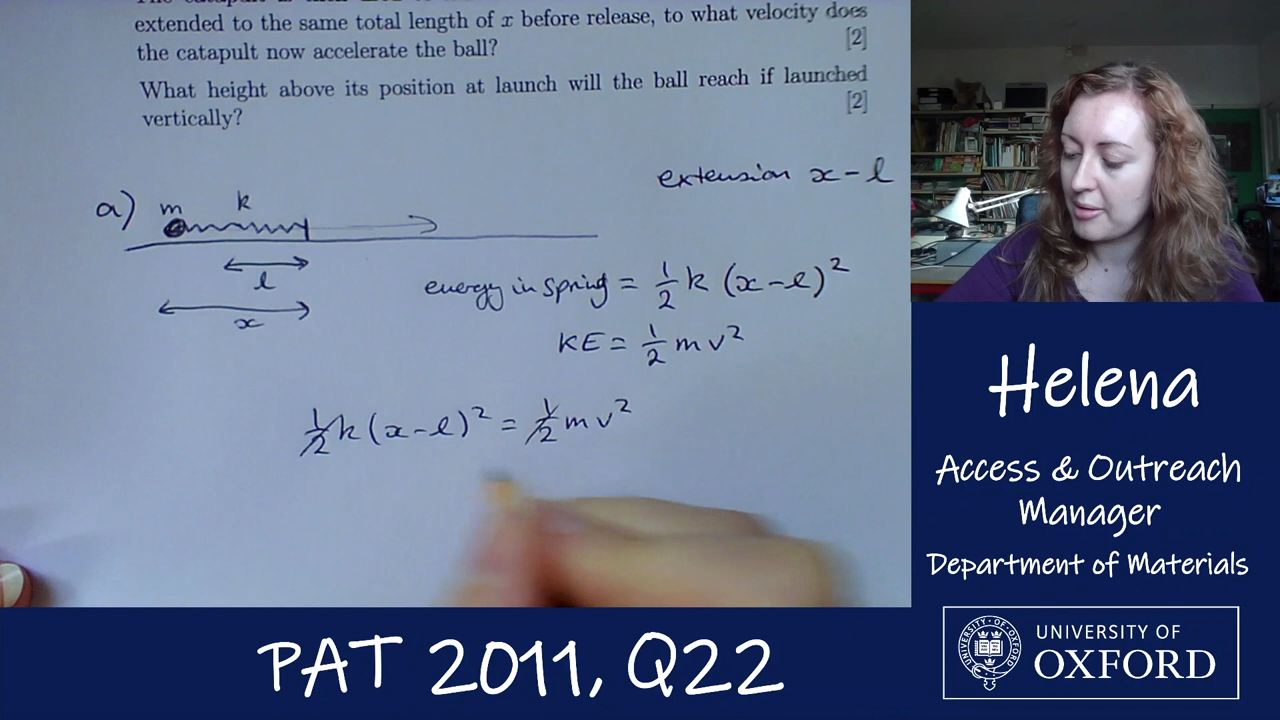 extended to the same total length of x before release, to what velocity does
the catapult now accelerate the ball? [2]
What height above its position at launch will the ball reach if launched
vertically? [2]
extension x - l
a) m k
l
x
energy in spring = 1/2 k (x-l)²
KE = 1/2 m v²
1/2 k (x-l)² = 1/2 m v²
Helena
Access & Outreach
Manager
Department of Materials
PAT 2011, Q22
UNIVERSITY OF
OXFORD